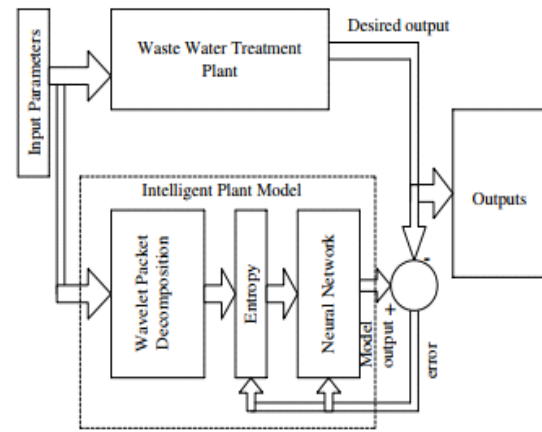 Desired output
Waste Water Treatment
Plant
Input Parameters
Outputs
Intelligent Plant Model
Wavelet Packet
Decomposition
Entropy
Neural Network
Model
output +
-
error